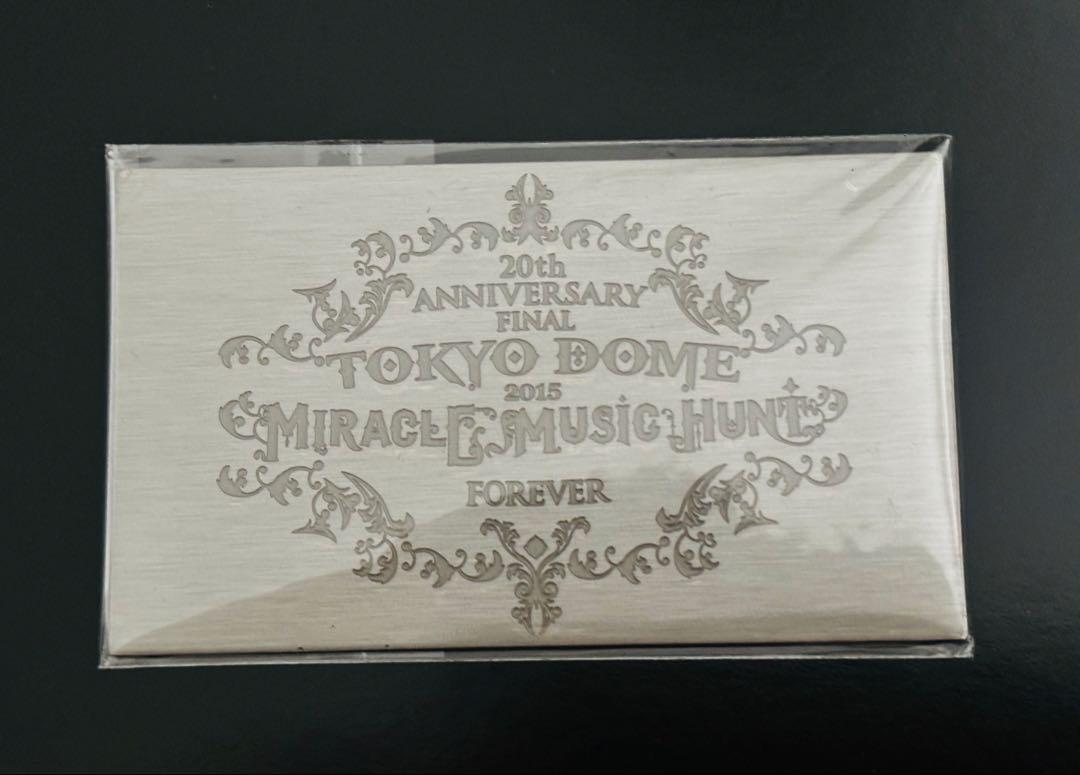 20th
ANNIVERSARY
FINAL
TOKYO DOME
2015
MIRACLE MUSIC HUNT
FOREVER